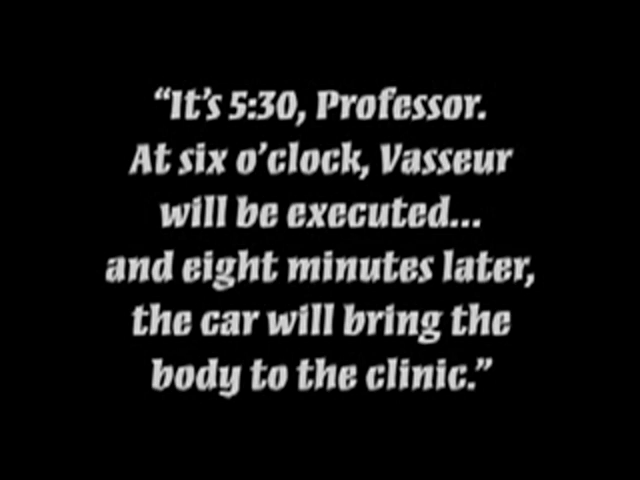 “It’s 5:30, Professor.
At six o’clock, Vasseur
will be executed...
and eight minutes later,
the car will bring the
body to the clinic.”